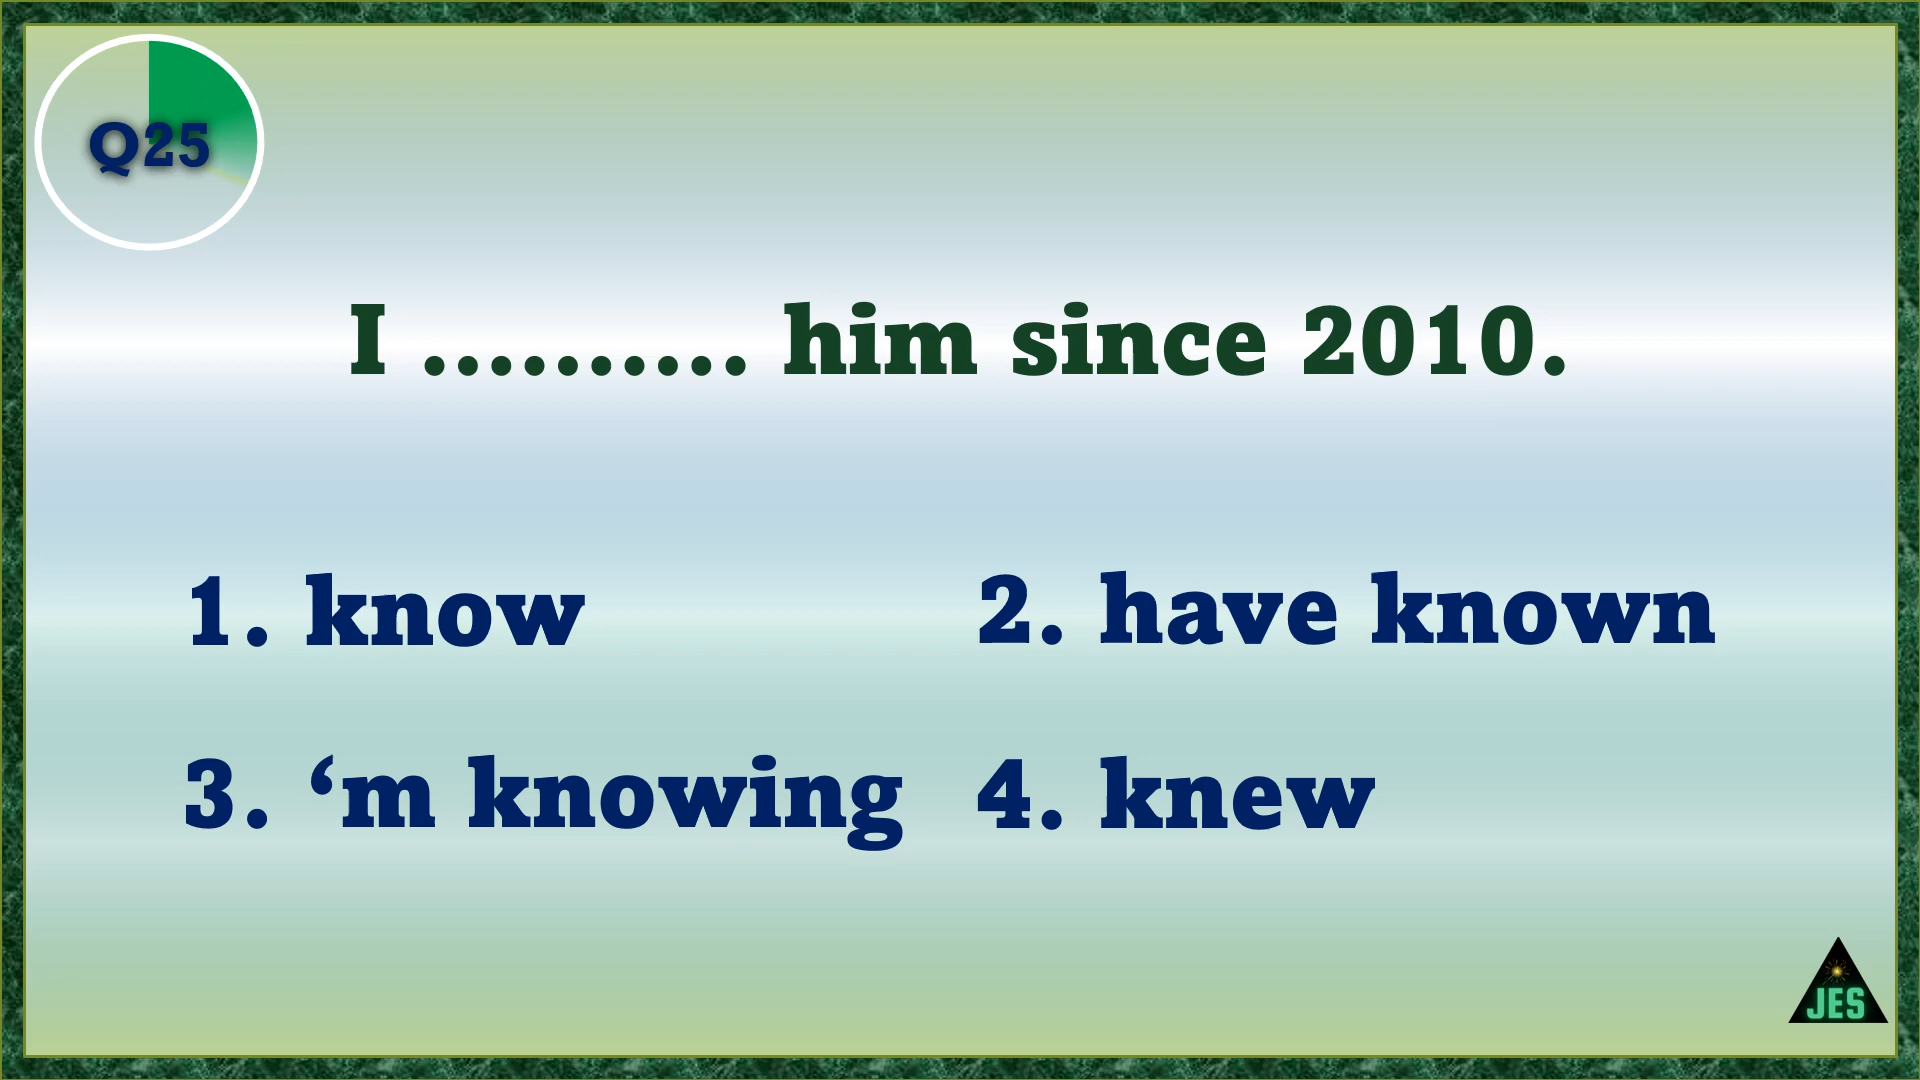 Q25
I .......... him since 2010.
1. know
2. have known
3. ‘m knowing
4. knew
JES